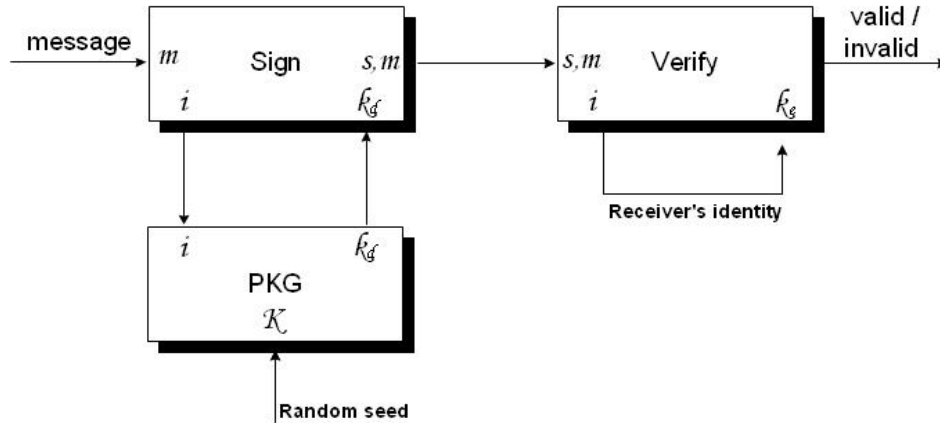 message
m Sign s,m
i k_d
s,m Verify
i k_e
valid /
invalid
Receiver's identity
i k_d
PKG
K
Random seed